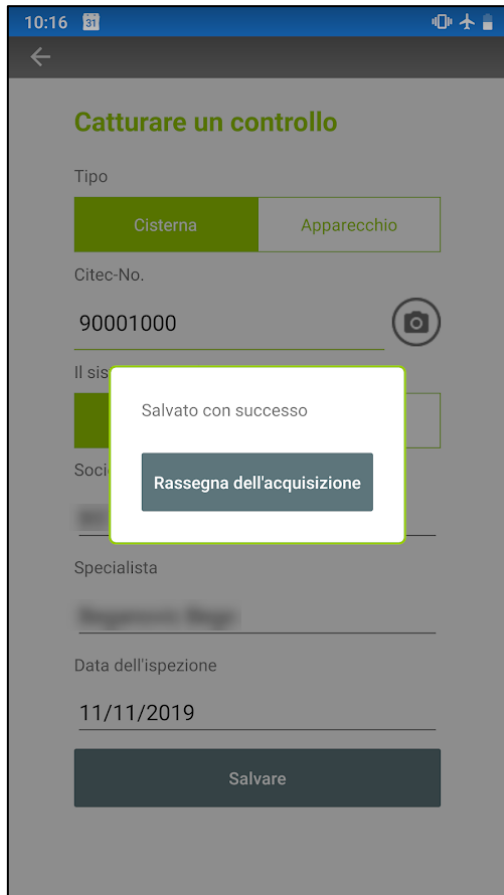 10:16 31
Catturare un controllo
Tipo
Cisterna Apparecchio
Citec-No.
90001000
Il sis
Salvato con successo
Soci
Rassegna dell'acquisizione
Specialista
Data dell'ispezione
11/11/2019
Salvare